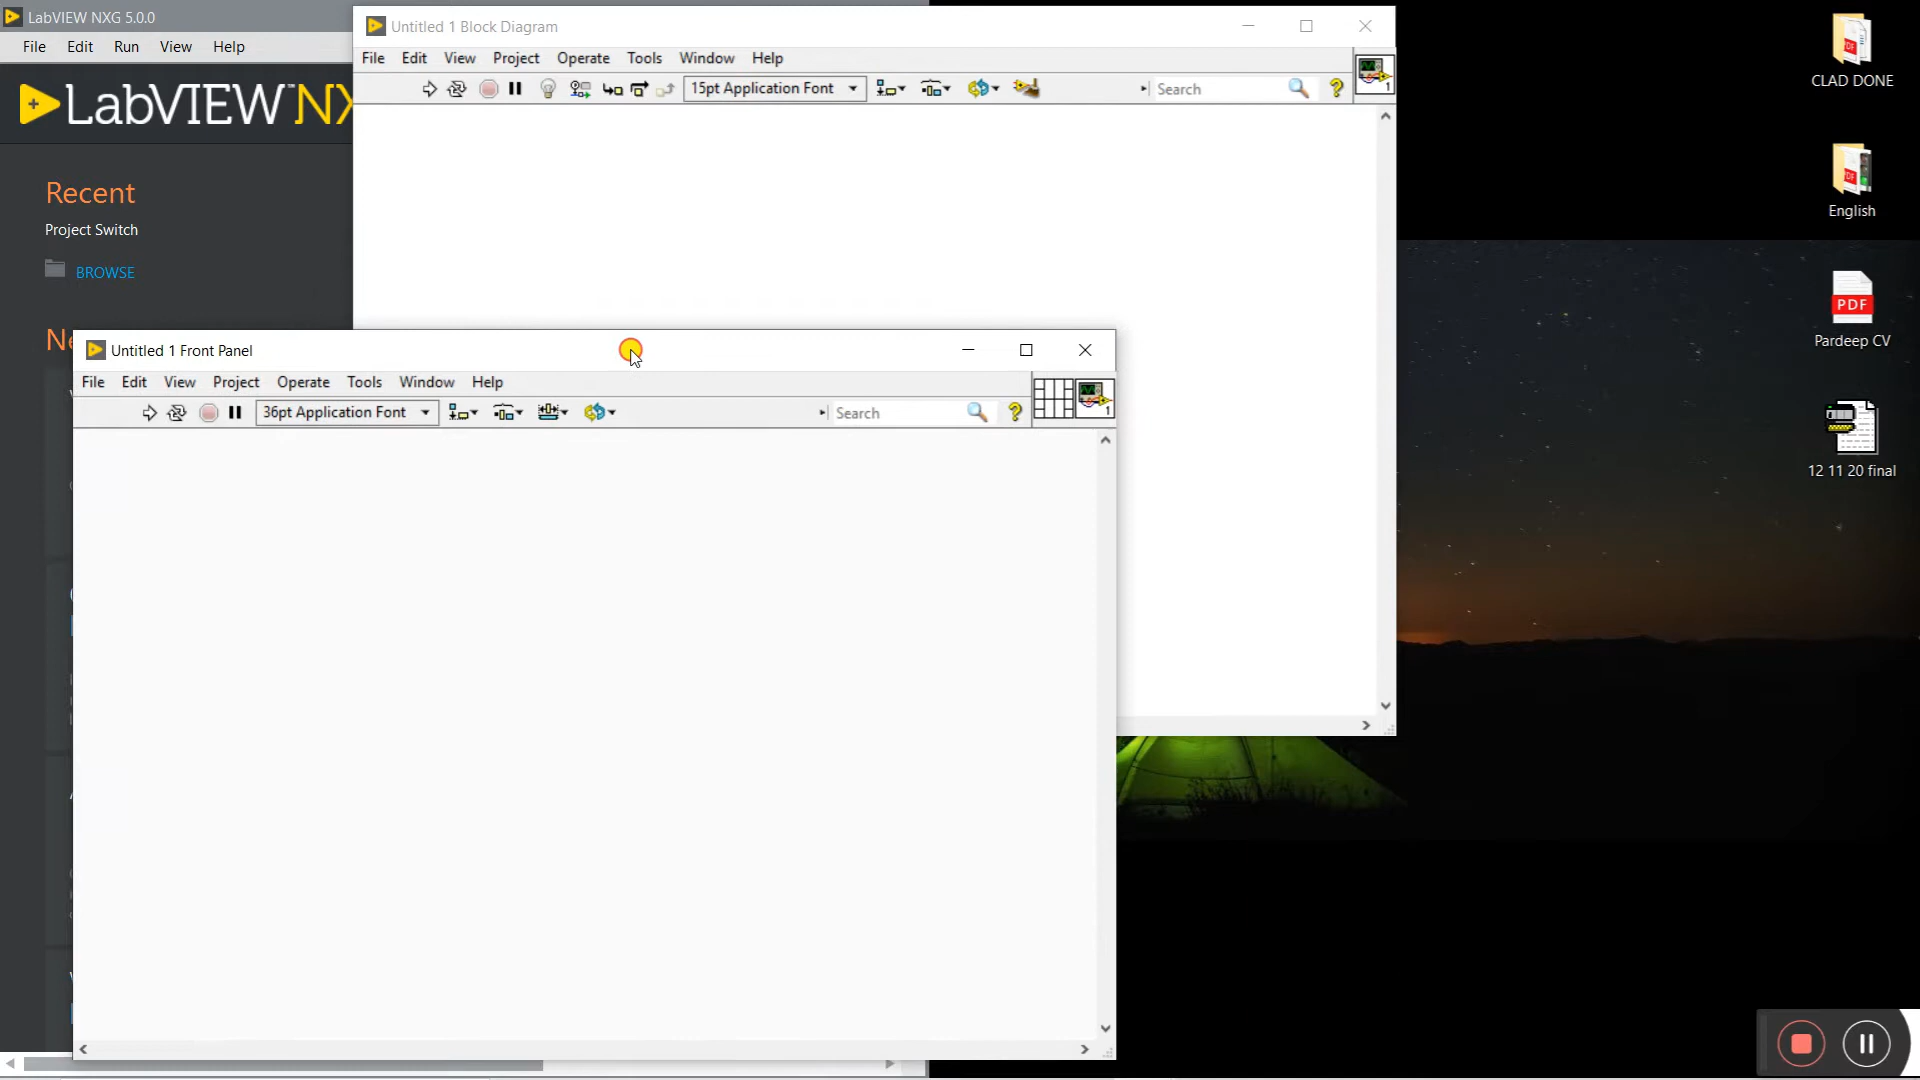 LabVIEW NXG 5.0.0
File Edit Run View Help
LabVIEW™NX
Recent
Project Switch
BROWSE
Ne
Untitled 1 Block Diagram
File Edit View Project Operate Tools Window Help
15pt Application Font
Search
1
Untitled 1 Front Panel
File Edit View Project Operate Tools Window Help
36pt Application Font
Search
1
CLAD DONE
English
PDF
Pardeep CV
12 11 20 final